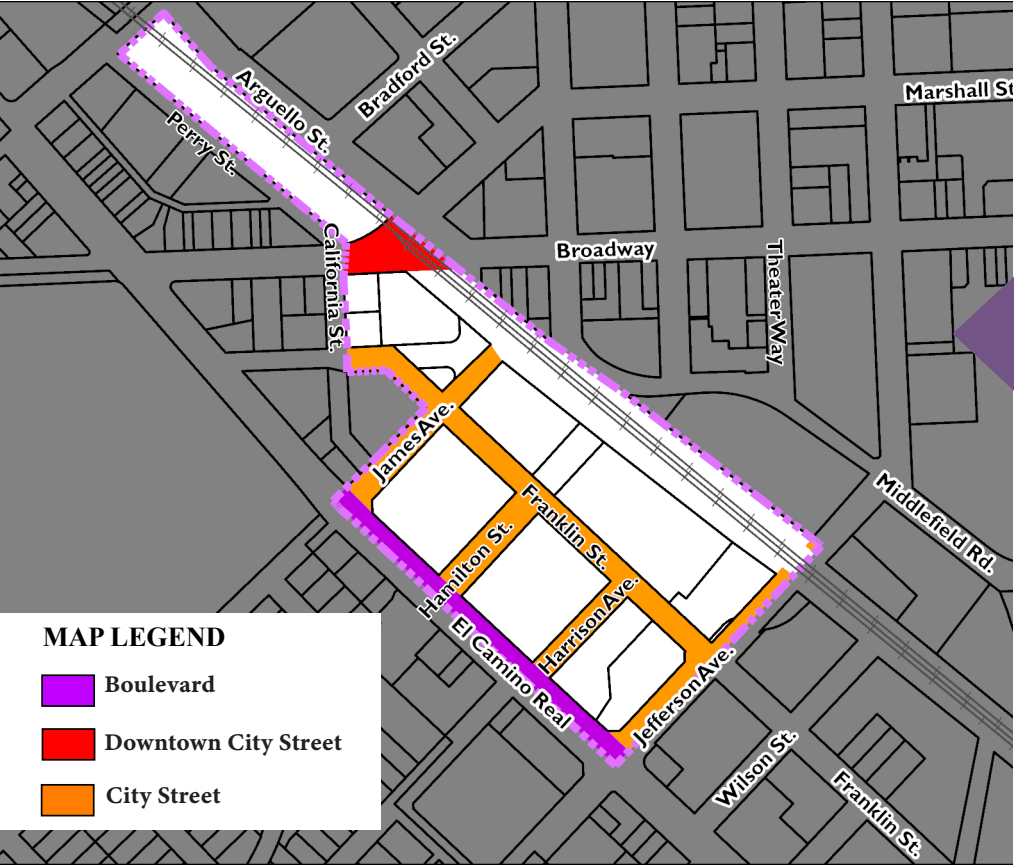 Bradford St.
Arguello St.
Marshall St
Perry St.
California St.
Broadway
Theater Way
James Ave.
Franklin St.
Middlefield Rd.
Hamilton St.
Harrison Ave.
El Camino Real
Jefferson Ave.
Wilson St.
Franklin St.
MAP LEGEND
Boulevard
Downtown City Street
City Street